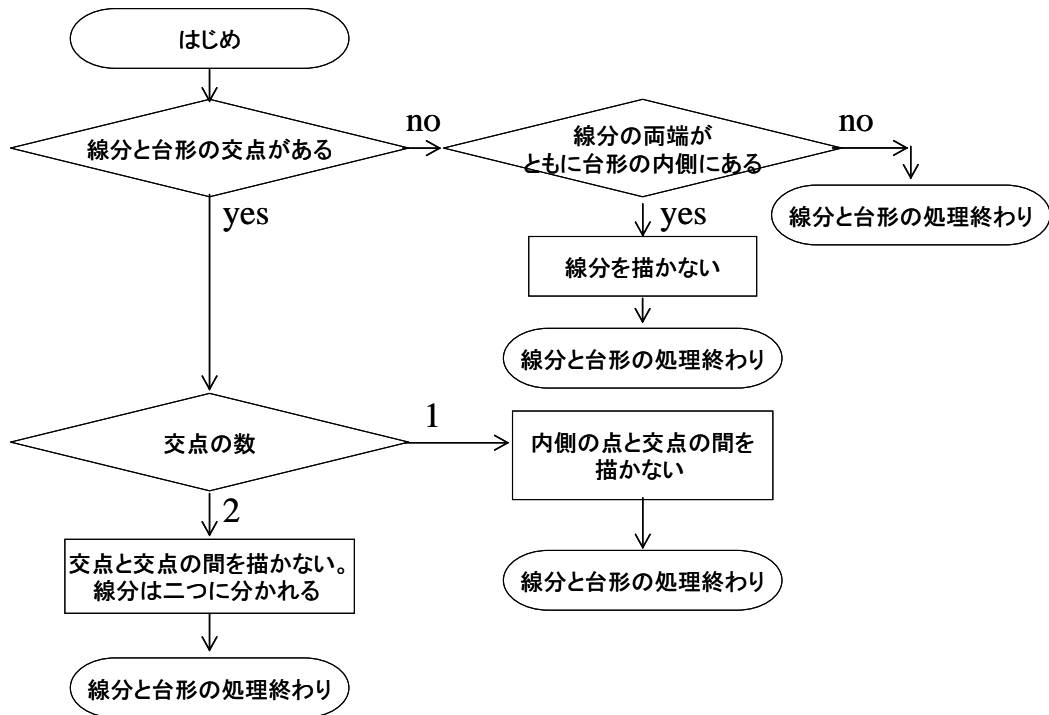 はじめ
線分と台形の交点がある
no
線分の両端が
ともに台形の内側にある
no
線分と台形の処理終わり
yes
yes
線分を描かない
線分と台形の処理終わり
交点の数
1
内側の点と交点の間を
描かない
線分と台形の処理終わり
2
交点と交点の間を描かない。
線分は二つに分かれる
線分と台形の処理終わり